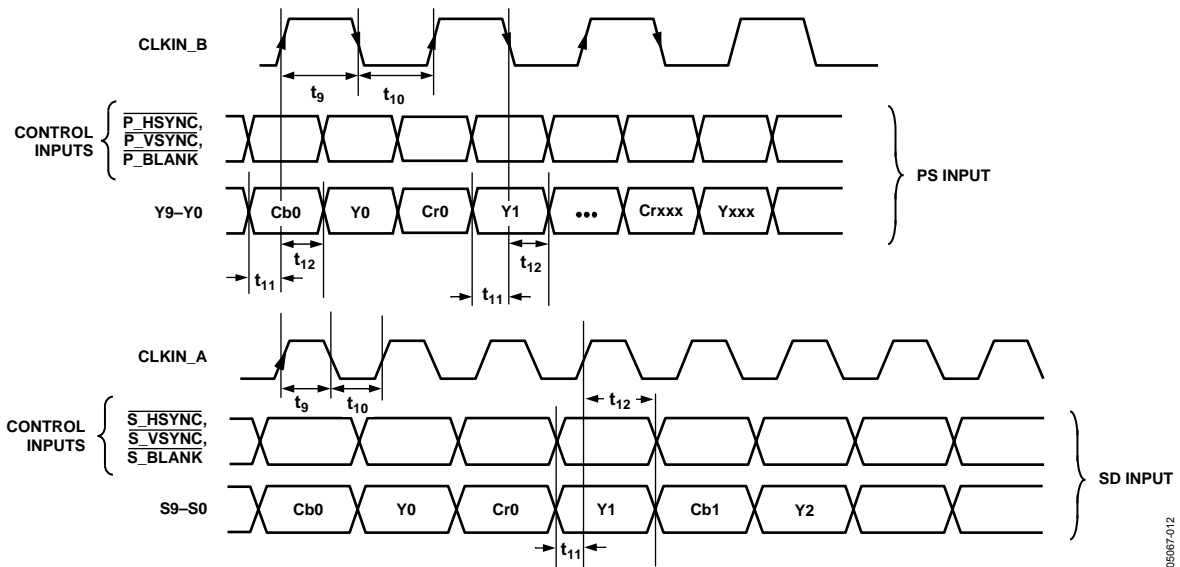 CLKIN_B
t9
t10
CONTROL
INPUTS
P_HSYNC,
P_VSYNC,
P_BLANK
PS INPUT
Y9–Y0
Cb0
Y0
Cr0
Y1
•••
Crxxx
Yxxx
t12
t12
t11
t11
CLKIN_A
t9
t10
t12
CONTROL
INPUTS
S_HSYNC,
S_VSYNC,
S_BLANK
SD INPUT
S9–S0
Cb0
Y0
Cr0
Y1
Cb1
Y2
t11
05067-012